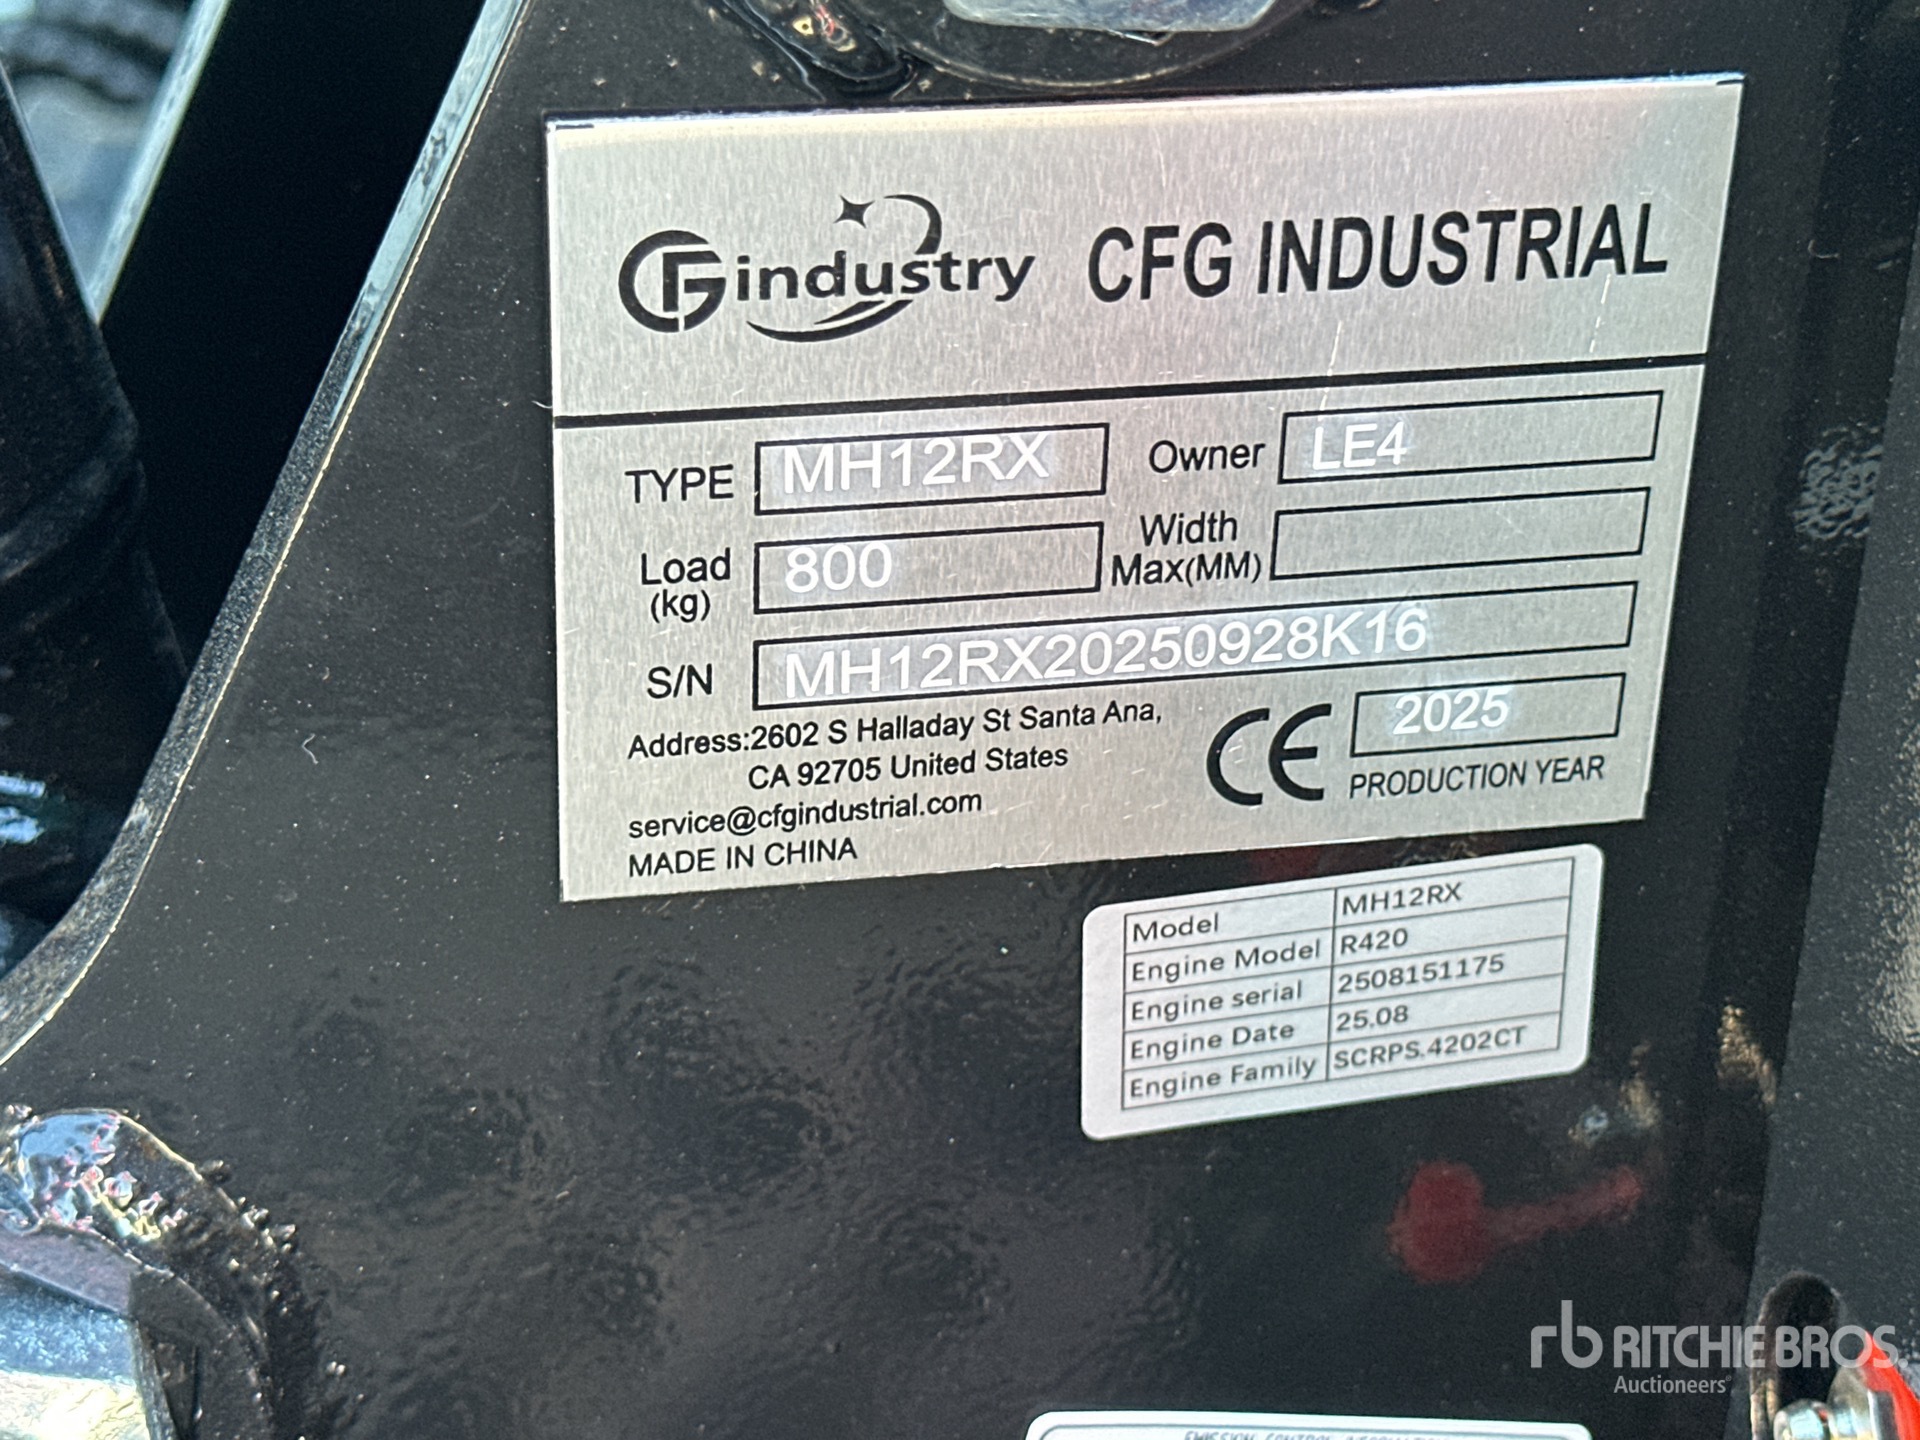 CFG industry CFG INDUSTRIAL
TYPE MH12RX Owner LE4
Load (kg) 800 Width Max(MM)
S/N MH12RX20250928K16
Address:2602 S Halladay St Santa Ana,
CA 92705 United States
service@cfgindustrial.com
MADE IN CHINA
CE 2025
PRODUCTION YEAR
Model MH12RX
Engine Model R420
Engine serial 2508151175
Engine Date 25.08
Engine Family SCRPS.4202CT
rb RITCHIE BROS.
Auctioneers